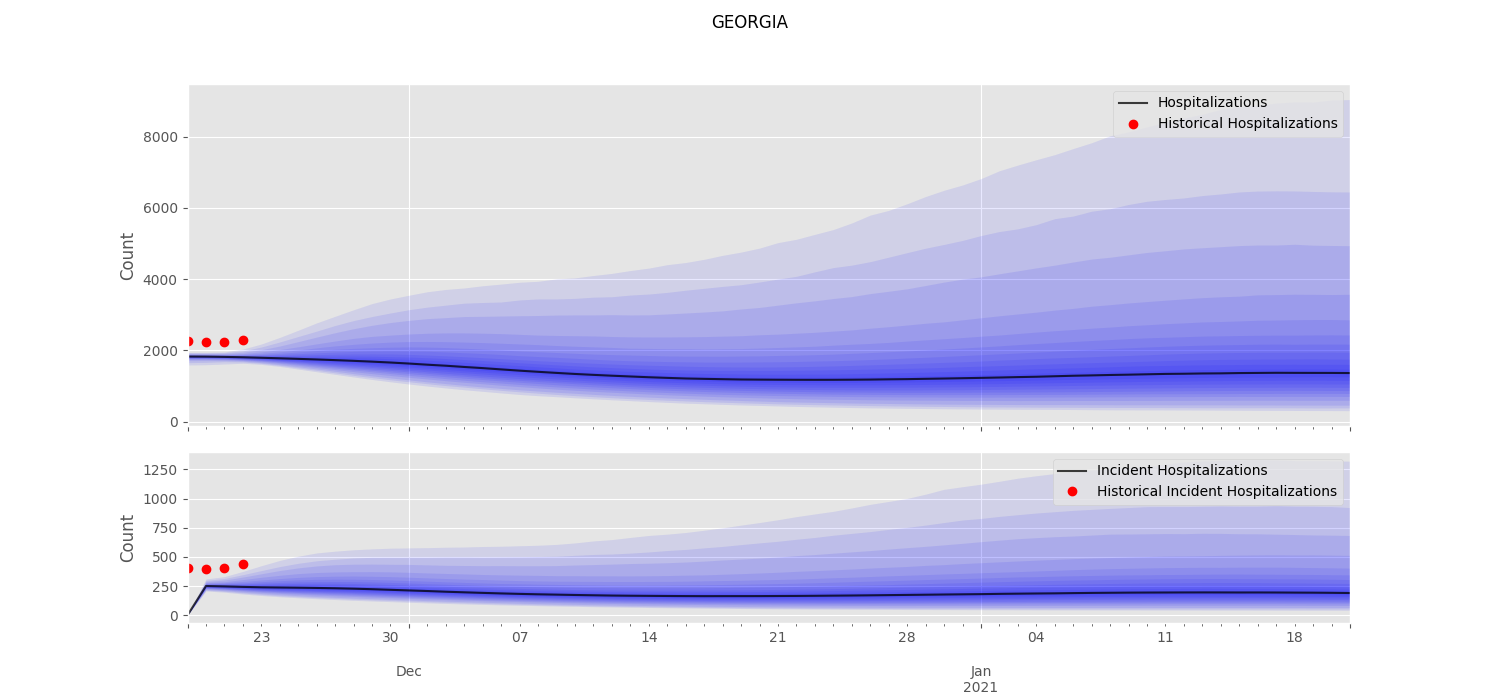 GEORGIA
Hospitalizations
Historical Hospitalizations
Count
8000
6000
4000
2000
0
Incident Hospitalizations
Historical Incident Hospitalizations
Count
1250
1000
750
500
250
0
23 30 07 14 21 28 04 11 18
Dec Jan
2021